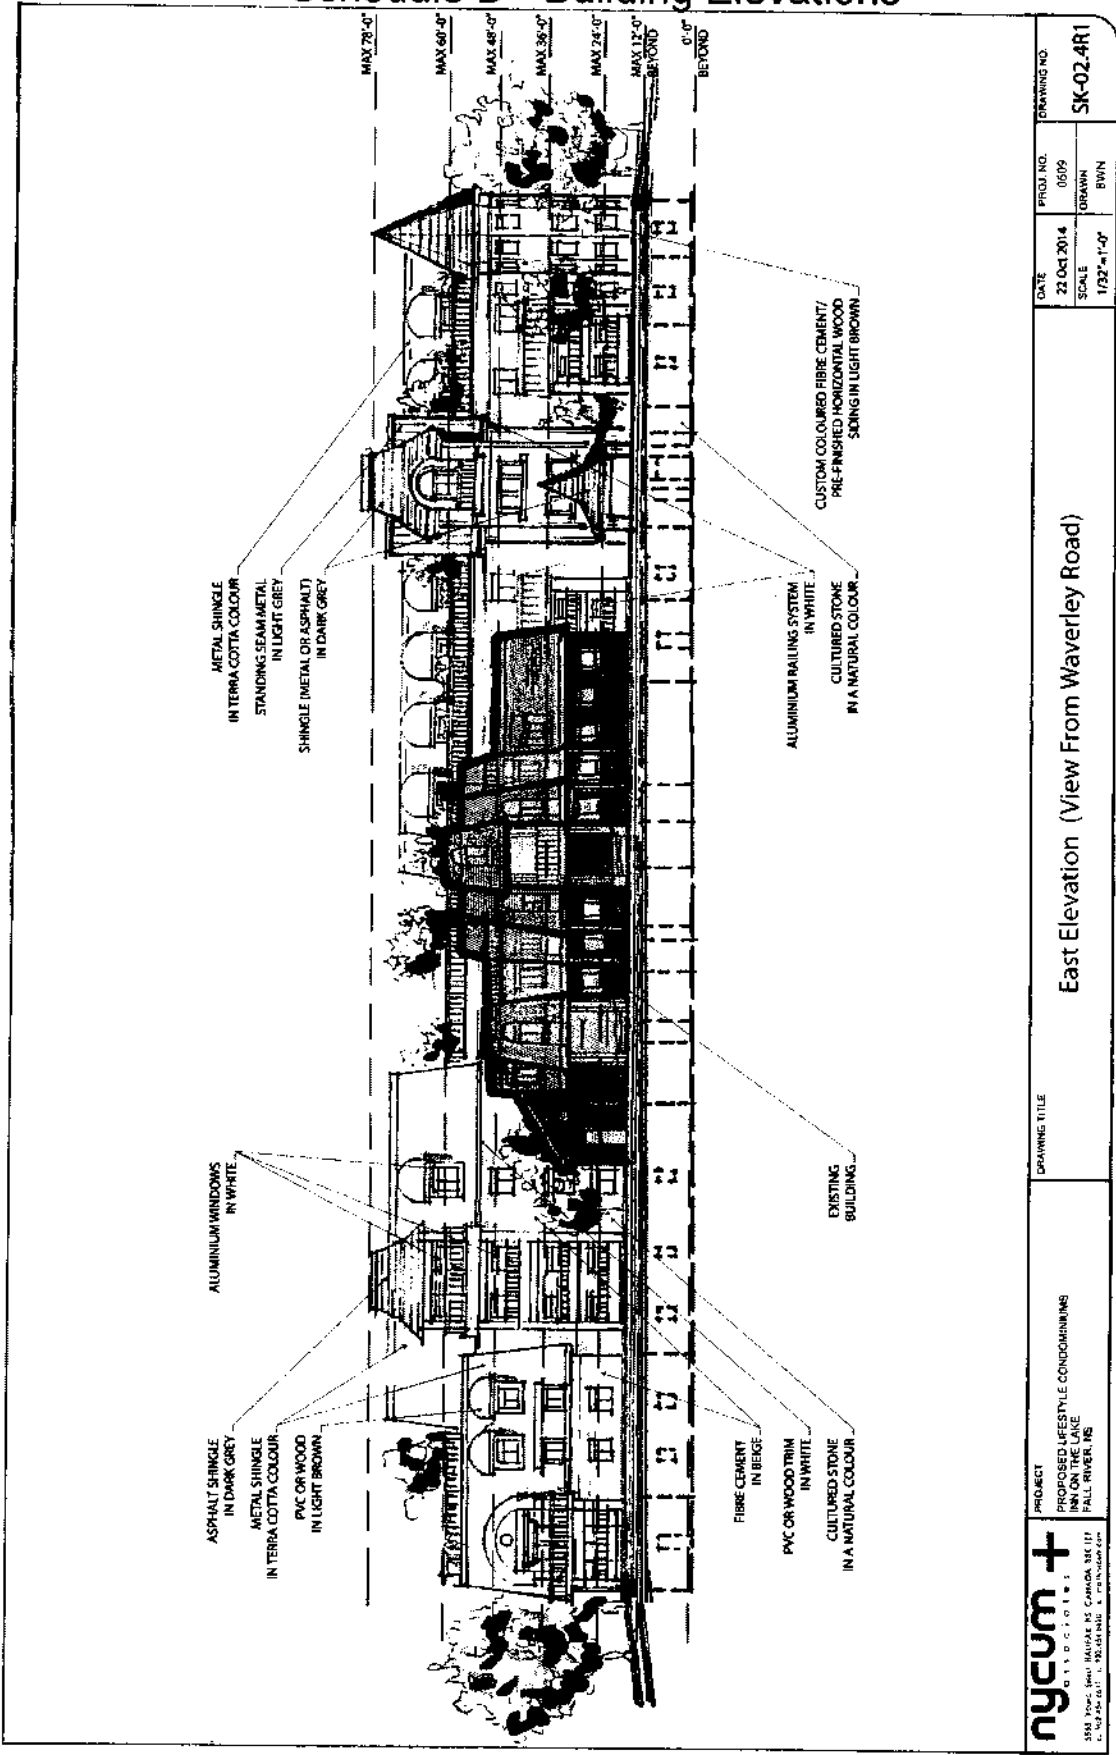 MAX 78'-0"
MAX 60'-0"
MAX 48'-0"
MAX 36'-0"
MAX 24'-0"
MAX 12'-0"
BEYOND
0'-0"
BEYOND
METAL SHINGLE
IN TERRA COTTA COLOUR
STANDING SEAM METAL
IN LIGHT GREY
SHINGLE (METAL OR ASPHALT)
IN DARK GREY
ALUMINIUM WINDOWS
IN WHITE
ASPHALT SHINGLE
IN DARK GREY
METAL SHINGLE
IN TERRA COTTA COLOUR
PVC OR WOOD
IN LIGHT BROWN
CUSTOM COLOURED FIBRE CEMENT/
PRE-FINISHED HORIZONTAL WOOD
SIDING IN LIGHT BROWN
ALUMINIUM RAILING SYSTEM
IN WHITE
CULTURED STONE
IN A NATURAL COLOUR
EXISTING
BUILDING
FIBRE CEMENT
IN BEIGE
PVC OR WOOD TRIM
IN WHITE
CULTURED STONE
IN A NATURAL COLOUR
nycum +
associates
PROJECT
PROPOSED LIFESTYLE CONDOMINIUMS
INN ON THE LAKE
FALL RIVER, NS
DRAWING TITLE
East Elevation (View From Waverley Road)
DATE
22 Oct 2014
SCALE
1/32"=1'-0"
PROJ. NO.
0609
DRAWN
BWN
DRAWING NO.
SK-02.4R1